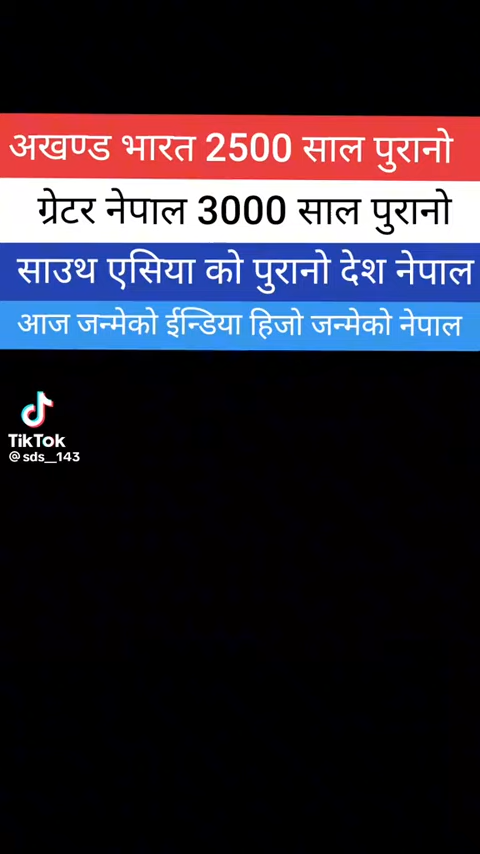 अखण्ड भारत 2500 साल पुरानो
ग्रेटर नेपाल 3000 साल पुरानो
साउथ एसिया को पुरानो देश नेपाल
आज जन्मेको ईन्डिया हिजो जन्मेको नेपाल
TikTok
@sds__143